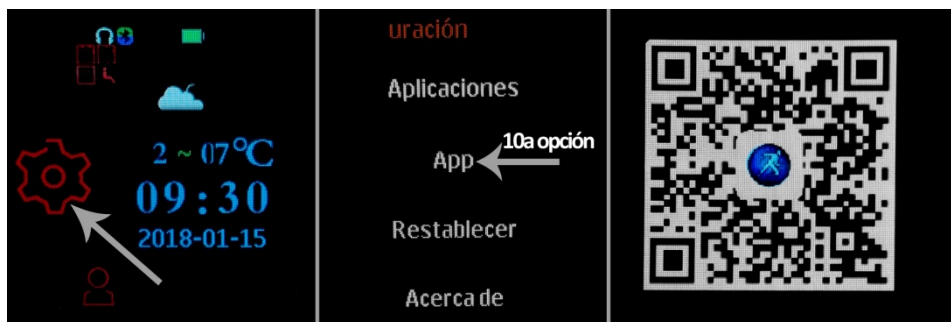 2 ~ 07°C
09:30
2018-01-15
uración
Aplicaciones
App
10a opción
Restablecer
Acerca de